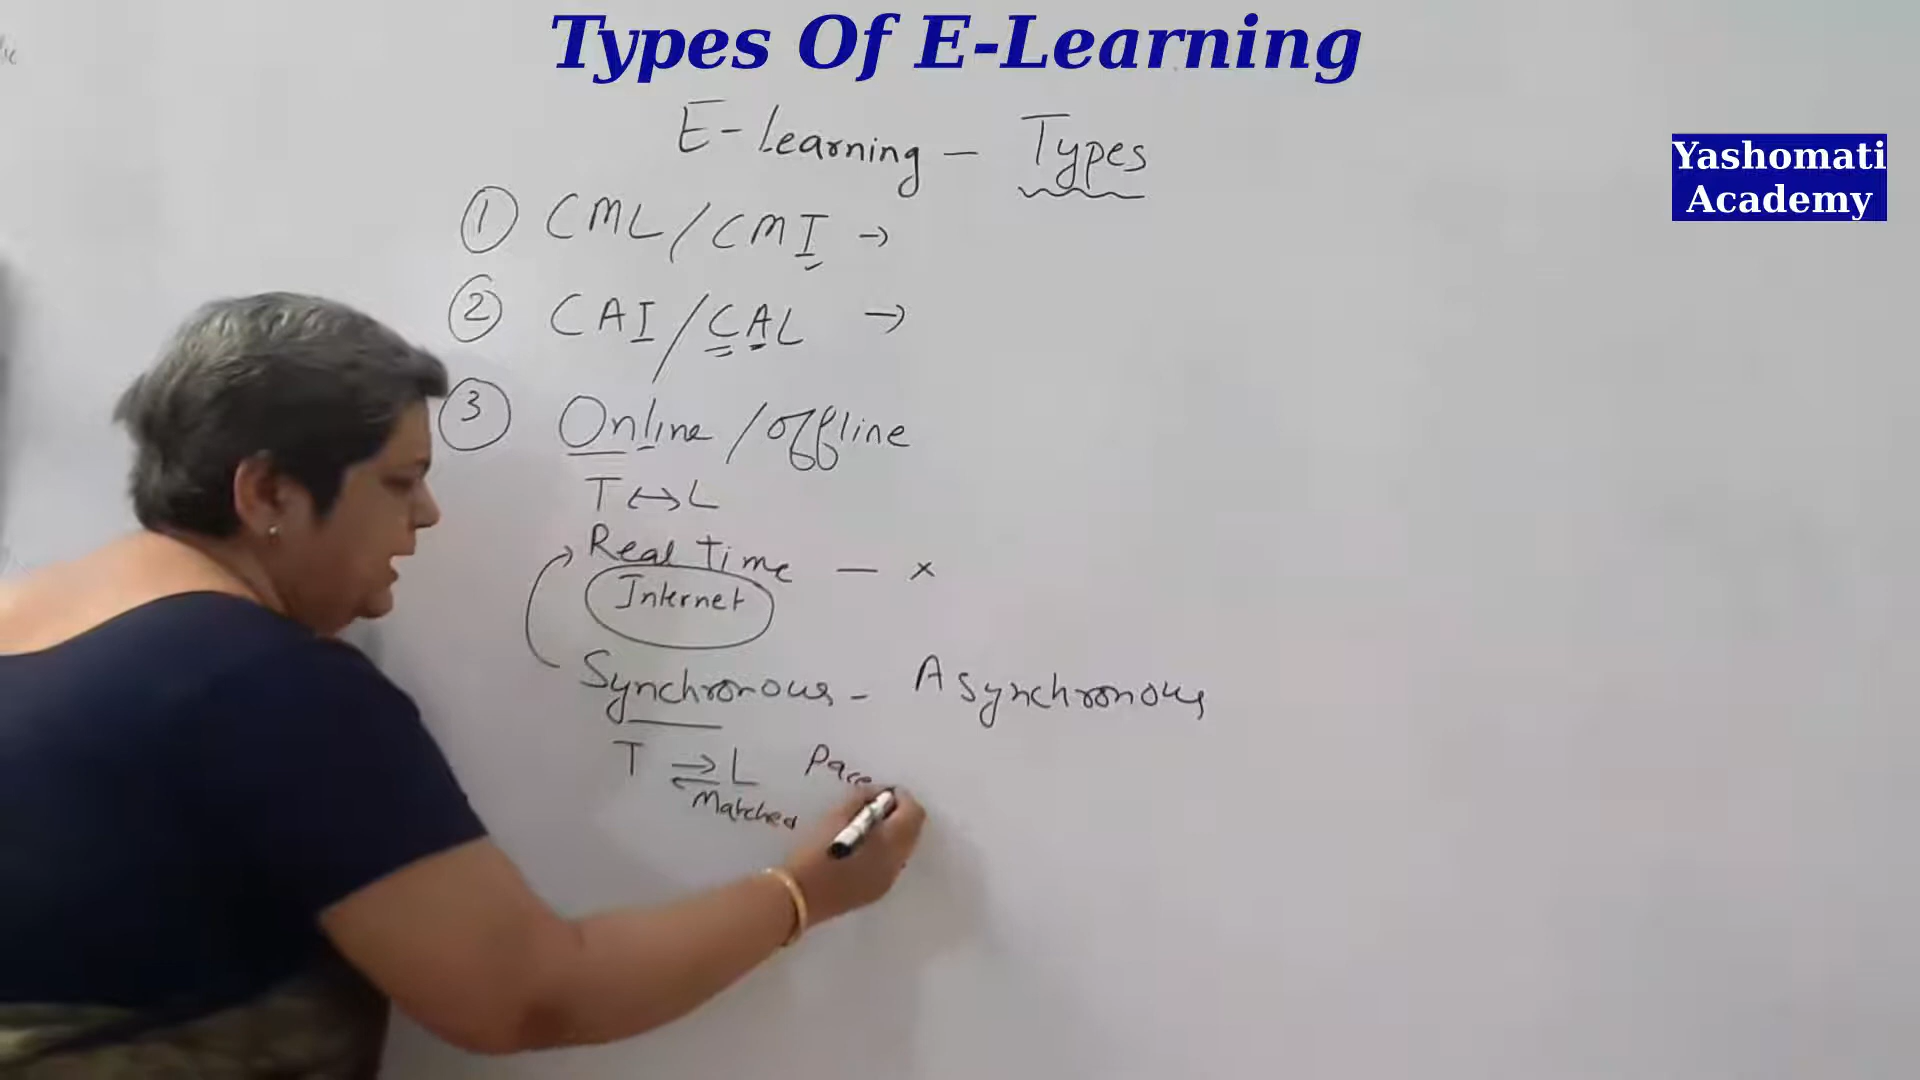 Types Of E-Learning
Yashomati
Academy
E-learning - Types
① CML/CMI →
② CAI/CAL →
③ Online/offline
T ↔ L
Real Time — ×
Internet
Synchronous - Asynchronous
T ⇄ L Pace
Matched